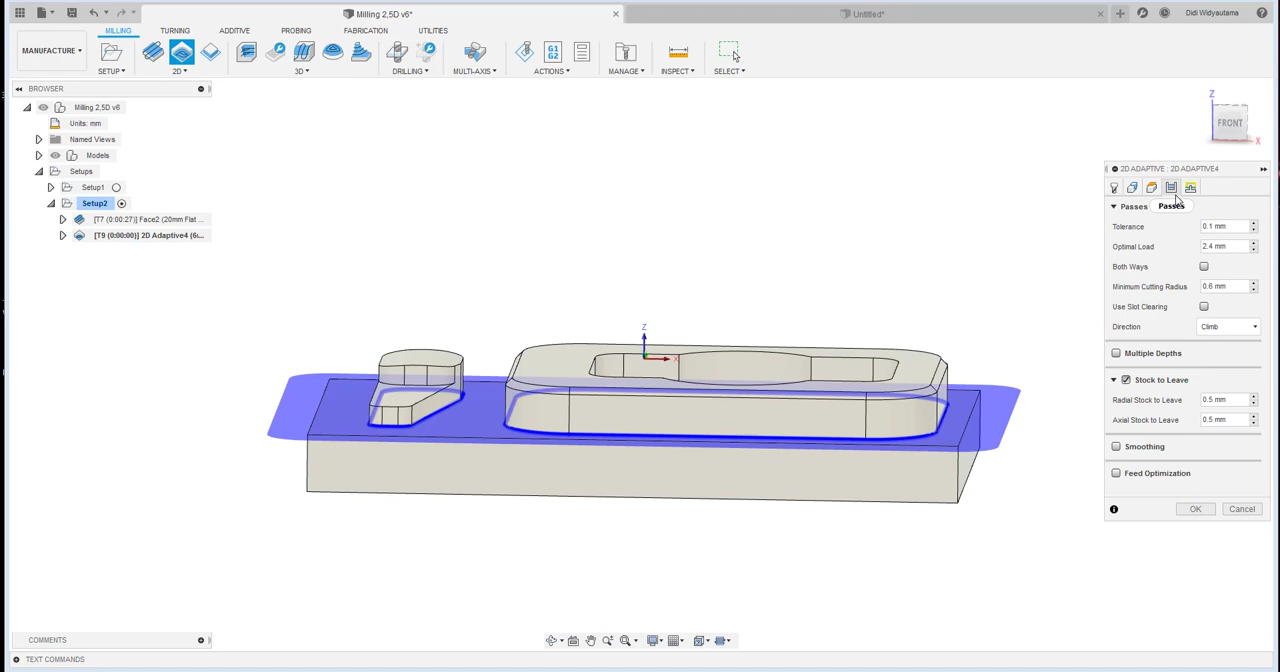 Milling 2,5D v6*
Untitled*
Didi Widyautama
MANUFACTURE
MILLING TURNING ADDITIVE PROBING FABRICATION UTILITIES
G1
G2
SETUP 2D 3D DRILLING MULTI-AXIS ACTIONS MANAGE INSPECT SELECT
BROWSER
Milling 2,5D v6
Units: mm
Named Views
Models
Setups
Setup1
Setup2
[T7 (0:00:27)] Face2 (20mm Flat ...
[T9 (0:00:00)] 2D Adaptive4 (6...
Z
FRONT
X
Z
X
2D ADAPTIVE : 2D ADAPTIVE4
Passes
Passes
Tolerance 0.1 mm
Optimal Load 2.4 mm
Both Ways
Minimum Cutting Radius 0.6 mm
Use Slot Clearing
Direction Climb
Multiple Depths
Stock to Leave
Radial Stock to Leave 0.5 mm
Axial Stock to Leave 0.5 mm
Smoothing
Feed Optimization
OK Cancel
COMMENTS
TEXT COMMANDS